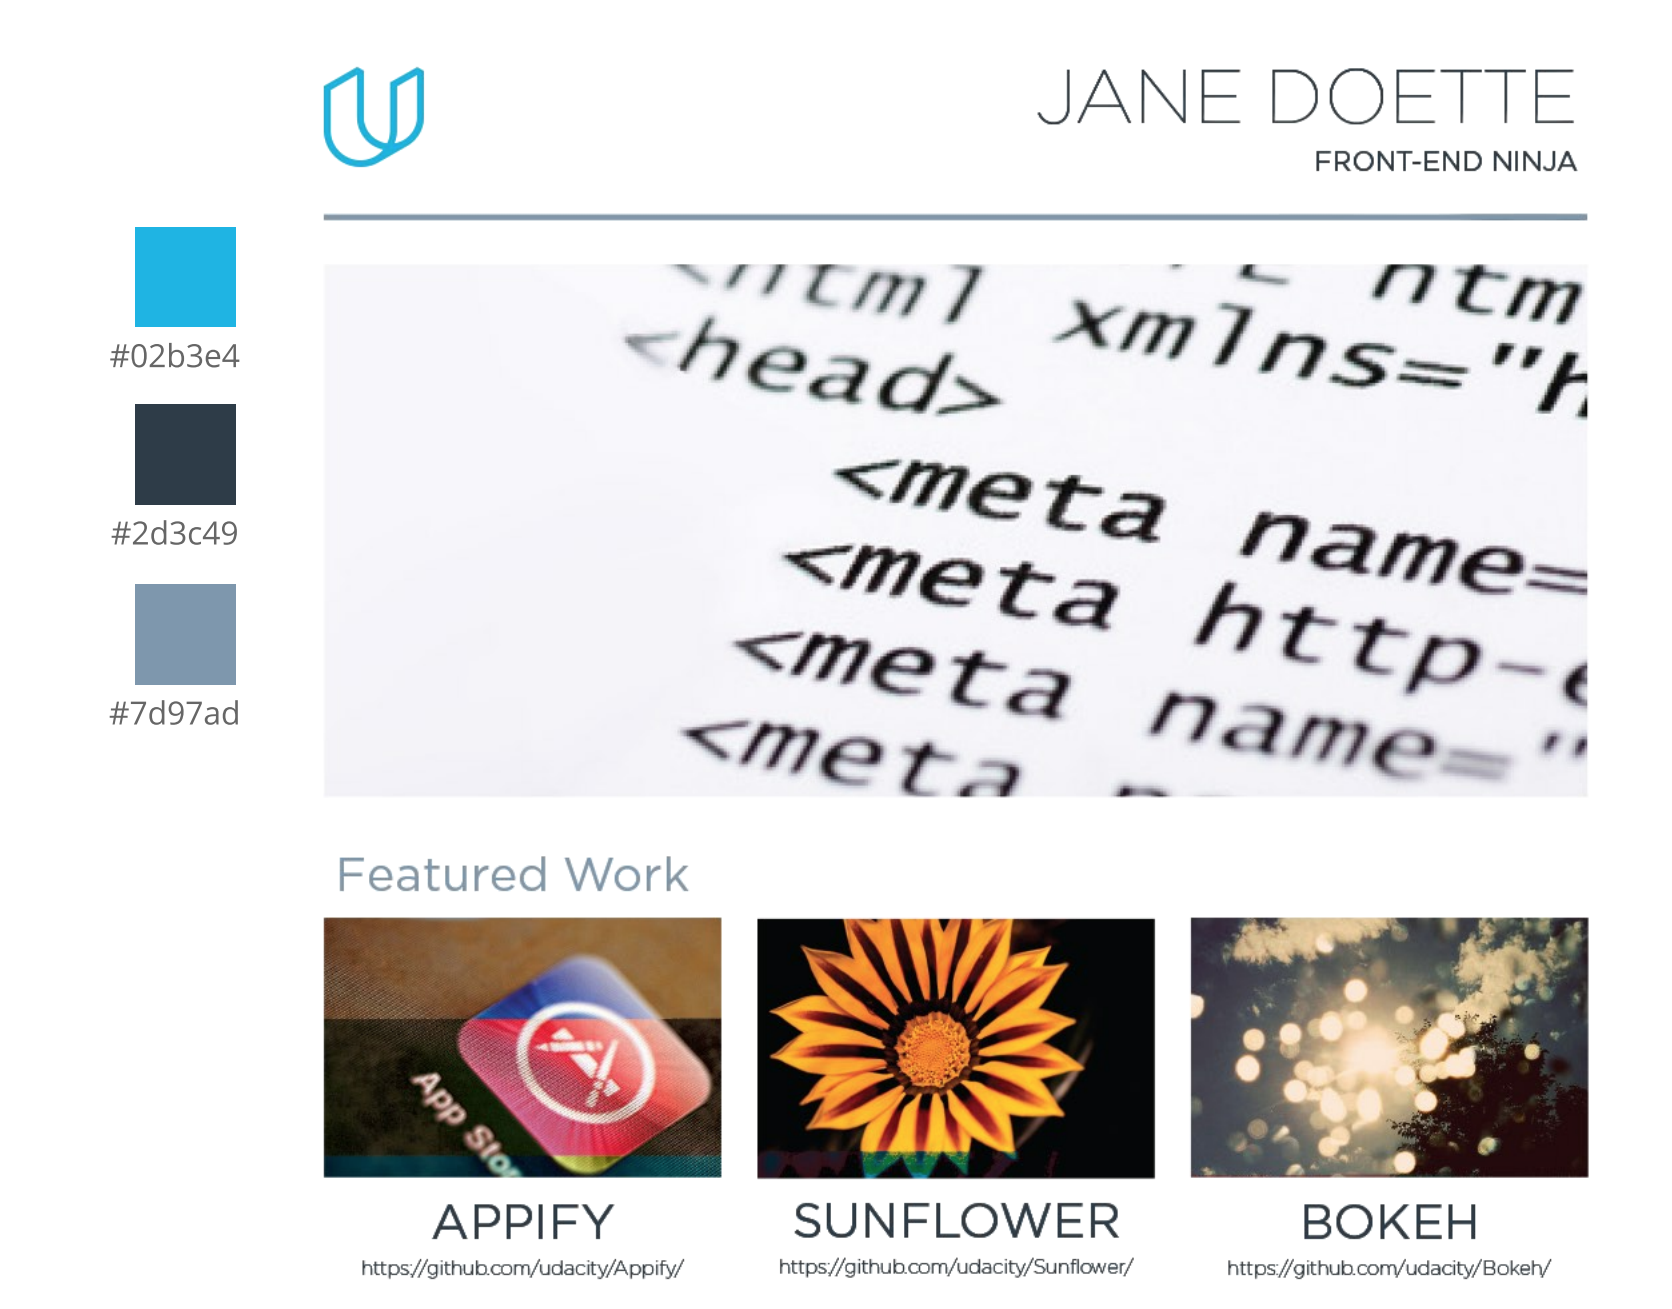 JANE DOETTE
FRONT-END NINJA
#02b3e4
#2d3c49
#7d97ad
<html xmlns="h
<head>
<meta name=
<meta http-e
<meta name="
<meta
Featured Work
App Stor
APPIFY
https://github.com/udacity/Appify/
SUNFLOWER
https://github.com/udacity/Sunflower/
BOKEH
https://github.com/udacity/Bokeh/